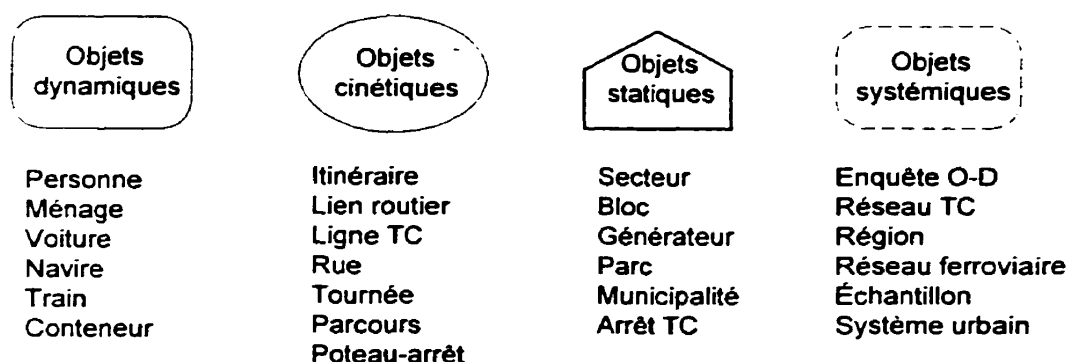 Objets
dynamiques
Objets
cinétiques
Objets
statiques
Objets
systémiques
Personne
Ménage
Voiture
Navire
Train
Conteneur
Itinéraire
Lien routier
Ligne TC
Rue
Tournée
Parcours
Poteau-arrêt
Secteur
Bloc
Générateur
Parc
Municipalité
Arrêt TC
Enquête O-D
Réseau TC
Région
Réseau ferroviaire
Échantillon
Système urbain